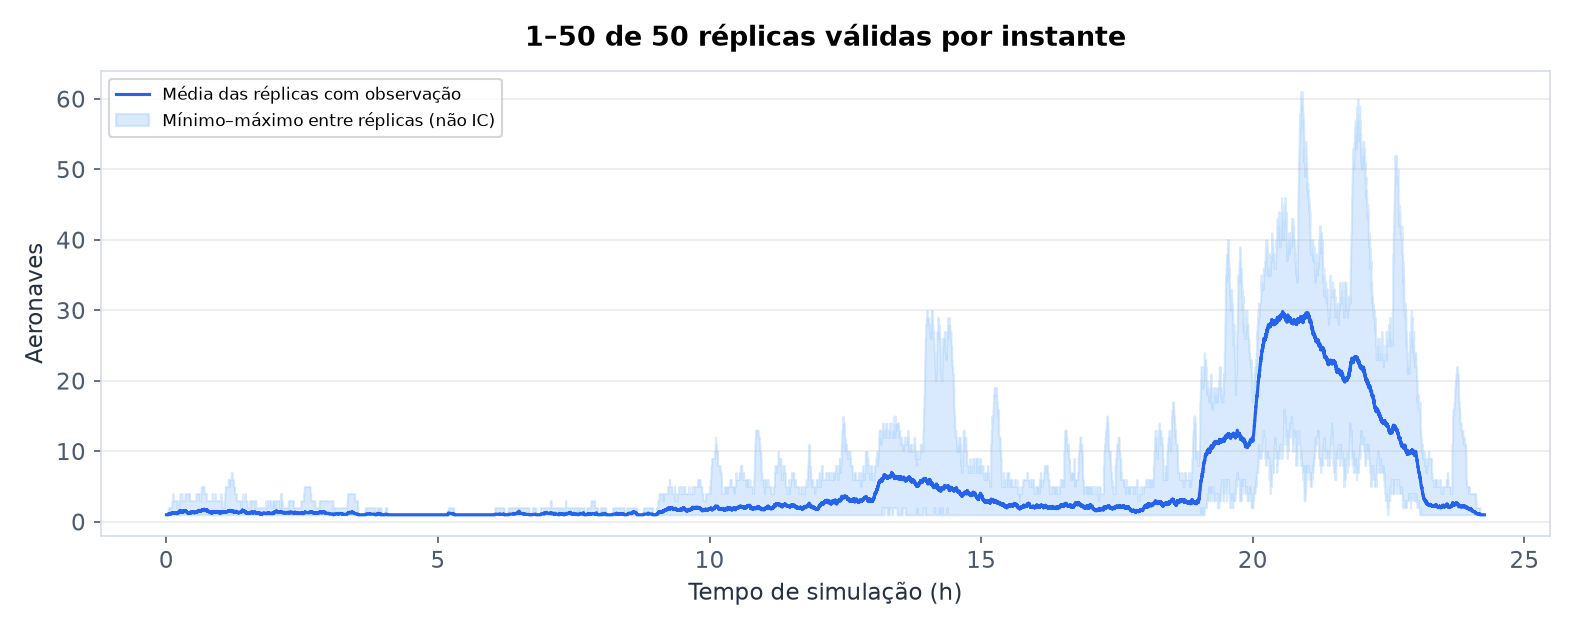 1–50 de 50 réplicas válidas por instante
Média das réplicas com observação
Mínimo–máximo entre réplicas (não IC)
Aeronaves
60
50
40
30
20
10
0
0 5 10 15 20 25
Tempo de simulação (h)